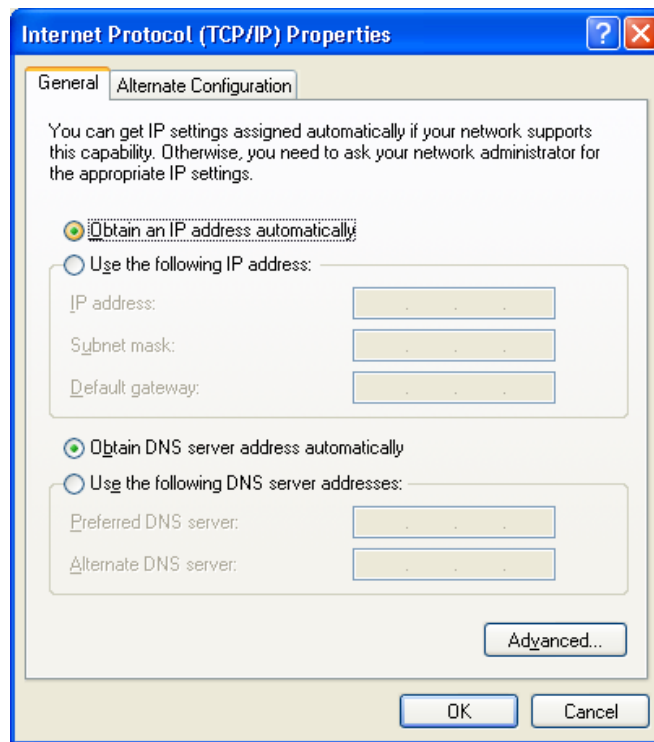 Internet Protocol (TCP/IP) Properties
General
Alternate Configuration
You can get IP settings assigned automatically if your network supports
this capability. Otherwise, you need to ask your network administrator for
the appropriate IP settings.
Obtain an IP address automatically
Use the following IP address:
IP address:
Subnet mask:
Default gateway:
Obtain DNS server address automatically
Use the following DNS server addresses:
Preferred DNS server:
Alternate DNS server:
Advanced...
OK
Cancel